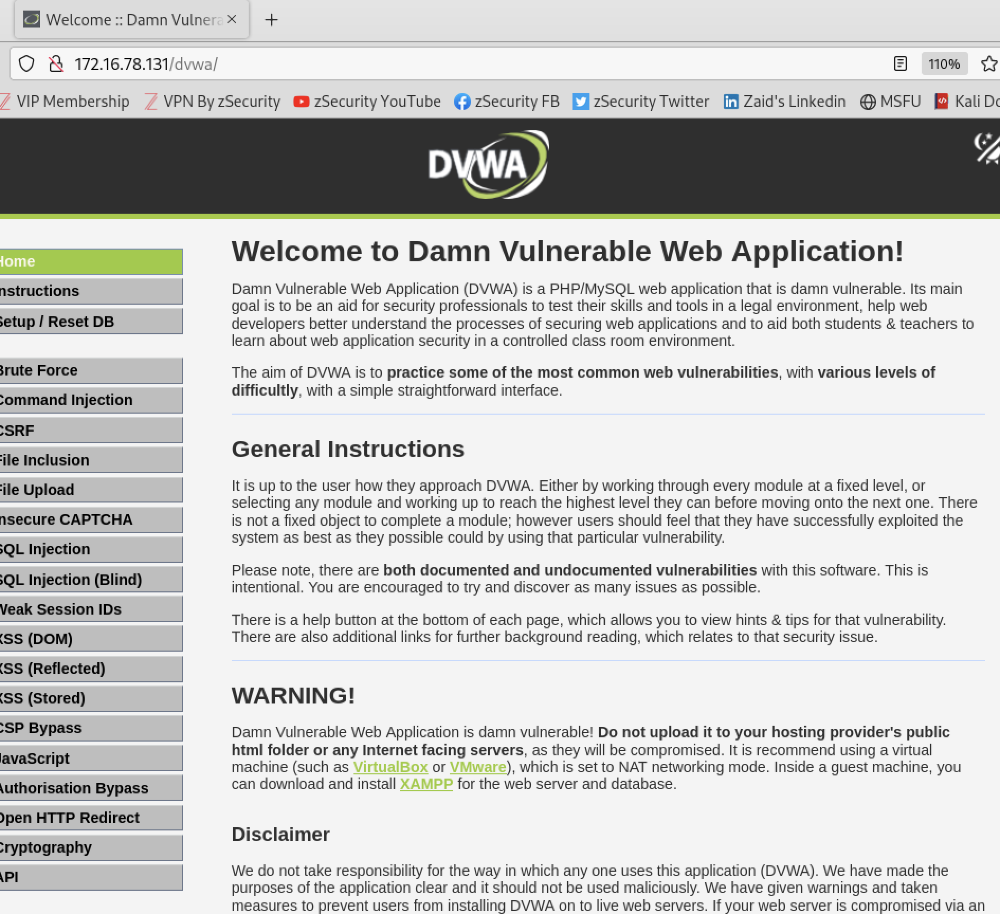 Welcome :: Damn Vulnera
172.16.78.131/dvwa/
110%
VIP Membership VPN By zSecurity zSecurity YouTube zSecurity FB zSecurity Twitter Zaid's Linkedin MSFU Kali Do
DVWA
Home
Instructions
Setup / Reset DB
Brute Force
Command Injection
CSRF
File Inclusion
File Upload
Insecure CAPTCHA
SQL Injection
SQL Injection (Blind)
Weak Session IDs
XSS (DOM)
XSS (Reflected)
XSS (Stored)
CSP Bypass
JavaScript
Authorisation Bypass
Open HTTP Redirect
Cryptography
API
Welcome to Damn Vulnerable Web Application!
Damn Vulnerable Web Application (DVWA) is a PHP/MySQL web application that is damn vulnerable. Its main
goal is to be an aid for security professionals to test their skills and tools in a legal environment, help web
developers better understand the processes of securing web applications and to aid both students & teachers to
learn about web application security in a controlled class room environment.
The aim of DVWA is to practice some of the most common web vulnerabilities, with various levels of
difficultly, with a simple straightforward interface.
General Instructions
It is up to the user how they approach DVWA. Either by working through every module at a fixed level, or
selecting any module and working up to reach the highest level they can before moving onto the next one. There
is not a fixed object to complete a module; however users should feel that they have successfully exploited the
system as best as they possible could by using that particular vulnerability.
Please note, there are both documented and undocumented vulnerabilities with this software. This is
intentional. You are encouraged to try and discover as many issues as possible.
There is a help button at the bottom of each page, which allows you to view hints & tips for that vulnerability.
There are also additional links for further background reading, which relates to that security issue.
WARNING!
Damn Vulnerable Web Application is damn vulnerable! Do not upload it to your hosting provider's public
html folder or any Internet facing servers, as they will be compromised. It is recommend using a virtual
machine (such as VirtualBox or VMware), which is set to NAT networking mode. Inside a guest machine, you
can download and install XAMPP for the web server and database.
Disclaimer
We do not take responsibility for the way in which any one uses this application (DVWA). We have made the
purposes of the application clear and it should not be used maliciously. We have given warnings and taken
measures to prevent users from installing DVWA on to live web servers. If your web server is compromised via an